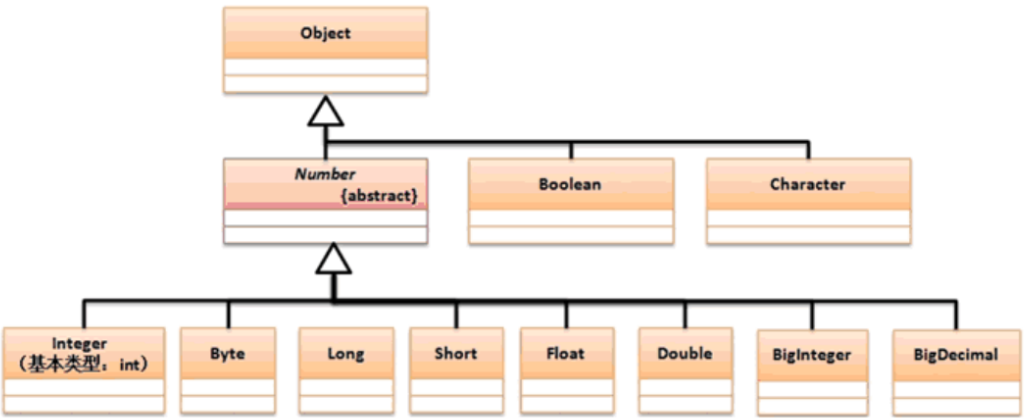 Object
Number
{abstract}
Boolean
Character
Integer
（基本类型：int）
Byte
Long
Short
Float
Double
BigInteger
BigDecimal